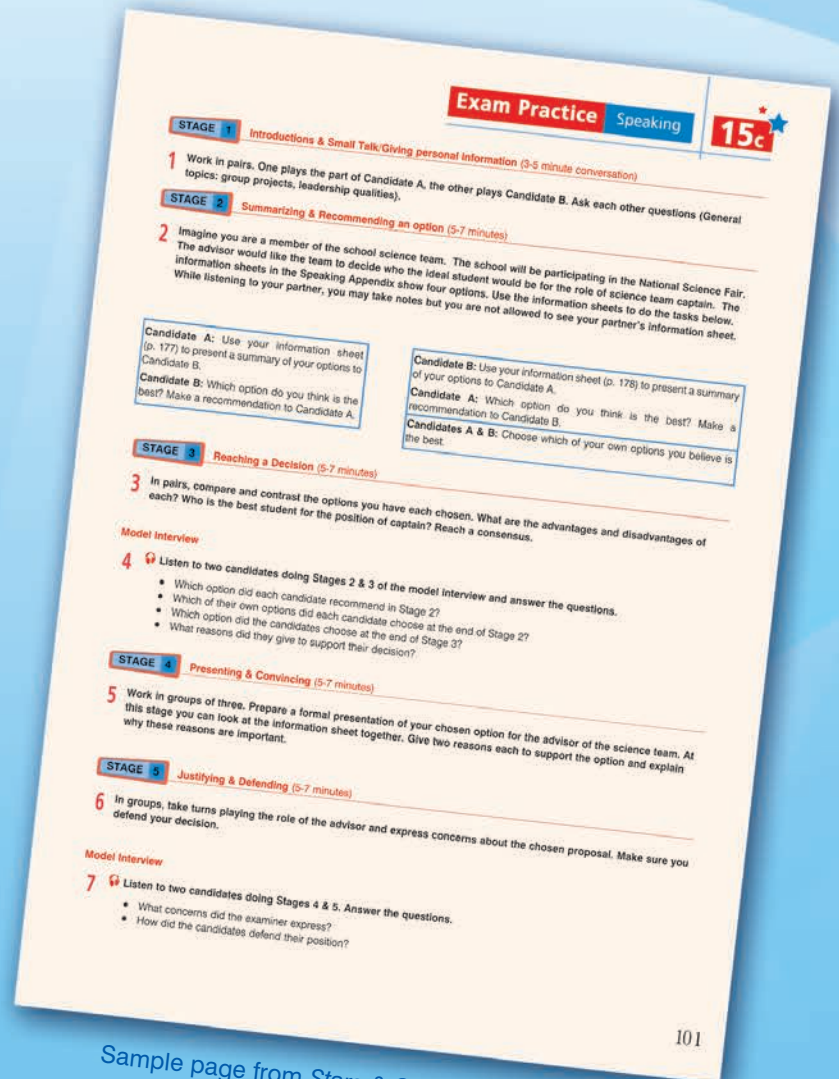 Exam Practice Speaking 15c
STAGE 1 Introductions & Small Talk/Giving personal Information (3-5 minute conversation)
1 Work in pairs. One plays the part of Candidate A, the other plays Candidate B. Ask each other questions (General
topics: group projects, leadership qualities).
STAGE 2 Summarizing & Recommending an option (5-7 minutes)
2 Imagine you are a member of the school science team. The school will be participating in the National Science Fair.
The advisor would like the team to decide who the ideal student would be for the role of science team captain. The
information sheets in the Speaking Appendix show four options. Use the information sheets to do the tasks below.
While listening to your partner, you may take notes but you are not allowed to see your partner's information sheet.
Candidate A: Use your information sheet
(p. 177) to present a summary of your options to
Candidate B.
Candidate B: Which option do you think is the
best? Make a recommendation to Candidate A.
Candidate B: Use your information sheet (p. 178) to present a summary
of your options to Candidate A.
Candidate A: Which option do you think is the best? Make a
recommendation to Candidate B.
Candidates A & B: Choose which of your own options you believe is
the best.
STAGE 3 Reaching a Decision (5-7 minutes)
3 In pairs, compare and contrast the options you have each chosen. What are the advantages and disadvantages of
each? Who is the best student for the position of captain? Reach a consensus.
Model Interview
4 Listen to two candidates doing Stages 2 & 3 of the model interview and answer the questions.
• Which option did each candidate recommend in Stage 2?
• Which of their own options did each candidate choose at the end of Stage 2?
• Which option did the candidates choose at the end of Stage 3?
• What reasons did they give to support their decision?
STAGE 4 Presenting & Convincing (5-7 minutes)
5 Work in groups of three. Prepare a formal presentation of your chosen option for the advisor of the science team. At
this stage you can look at the information sheet together. Give two reasons each to support the option and explain
why these reasons are important.
STAGE 5 Justifying & Defending (5-7 minutes)
6 In groups, take turns playing the role of the advisor and express concerns about the chosen proposal. Make sure you
defend your decision.
Model Interview
7 Listen to two candidates doing Stages 4 & 5. Answer the questions.
• What concerns did the examiner express?
• How did the candidates defend their position?
101
Sample page from